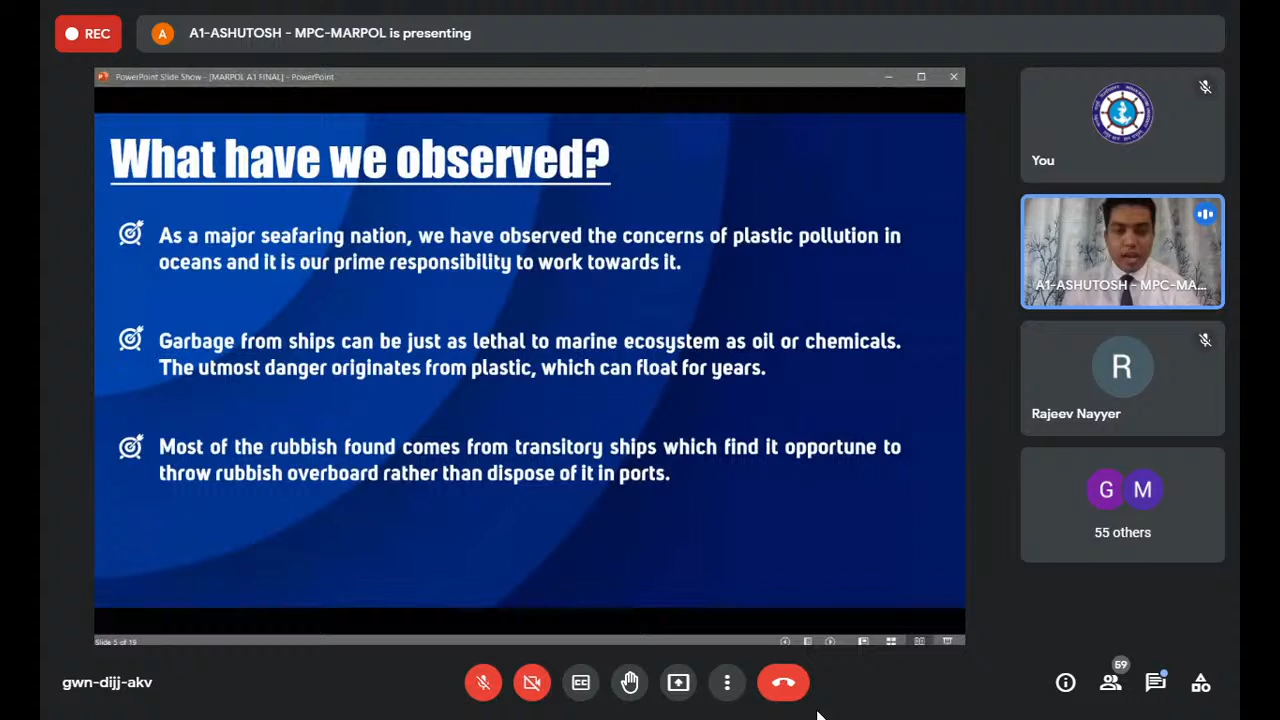 REC
A
A1-ASHUTOSH - MPC-MARPOL is presenting
PowerPoint Slide Show - [MARPOL A1 FINAL] - PowerPoint
What have we observed?
As a major seafaring nation, we have observed the concerns of plastic pollution in
oceans and it is our prime responsibility to work towards it.
Garbage from ships can be just as lethal to marine ecosystem as oil or chemicals.
The utmost danger originates from plastic, which can float for years.
Most of the rubbish found comes from transitory ships which find it opportune to
throw rubbish overboard rather than dispose of it in ports.
Slide 5 of 19
You
A1-ASHUTOSH - MPC-MA...
R
Rajeev Nayyer
G M
55 others
gwn-dijj-akv
CC
59